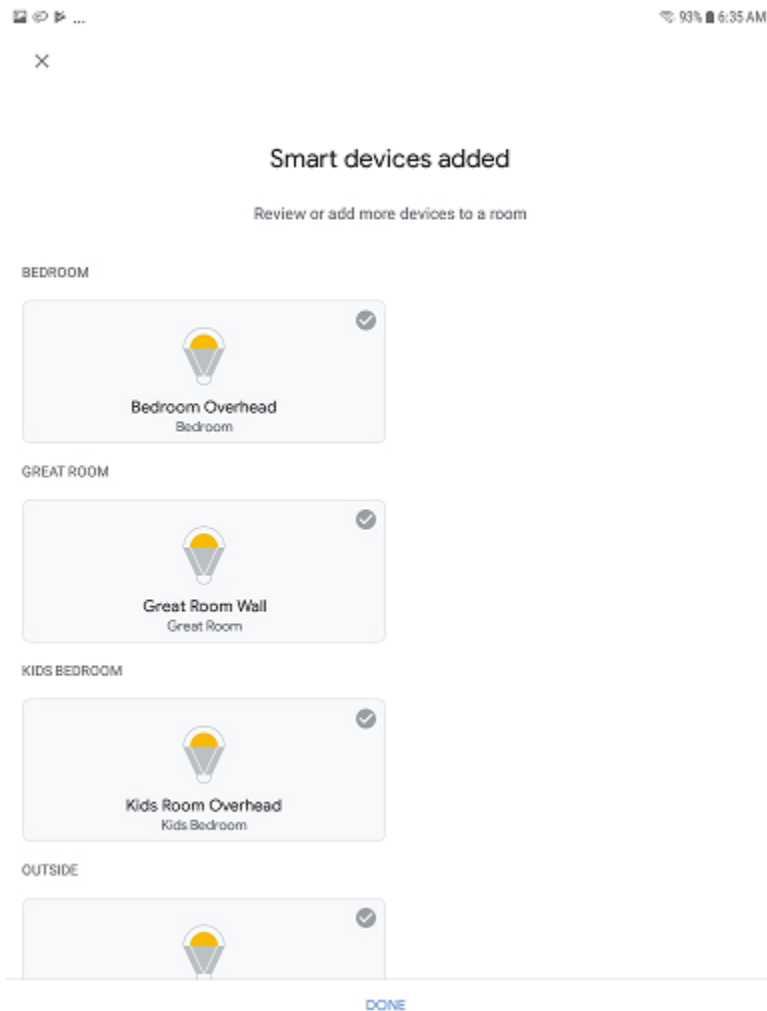 ... 93% 6:35 AM
Smart devices added
Review or add more devices to a room
BEDROOM
Bedroom Overhead
Bedroom
GREAT ROOM
Great Room Wall
Great Room
KIDS BEDROOM
Kids Room Overhead
Kids Bedroom
OUTSIDE
DONE